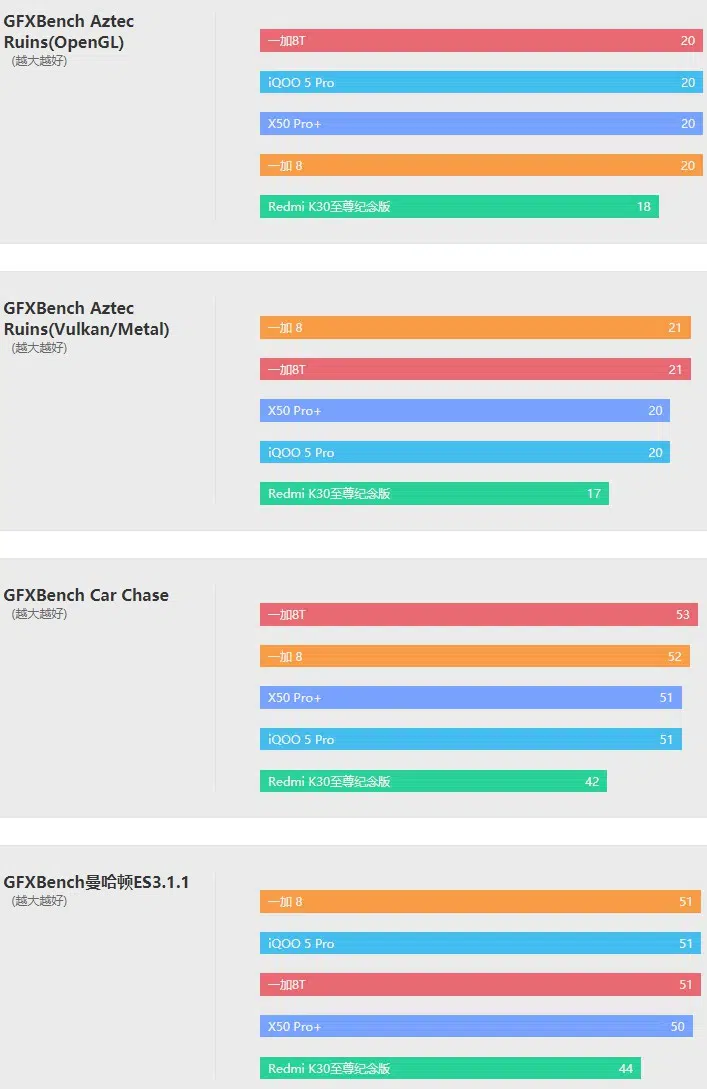 GFXBench Aztec
Ruins(OpenGL)
(越大越好)
一加8T 20
iQOO 5 Pro 20
X50 Pro+ 20
一加 8 20
Redmi K30至尊纪念版 18
GFXBench Aztec
Ruins(Vulkan/Metal)
(越大越好)
一加 8 21
一加8T 21
X50 Pro+ 20
iQOO 5 Pro 20
Redmi K30至尊纪念版 17
GFXBench Car Chase
(越大越好)
一加8T 53
一加 8 52
X50 Pro+ 51
iQOO 5 Pro 51
Redmi K30至尊纪念版 42
GFXBench曼哈顿ES3.1.1
(越大越好)
一加 8 51
iQOO 5 Pro 51
一加8T 51
X50 Pro+ 50
Redmi K30至尊纪念版 44